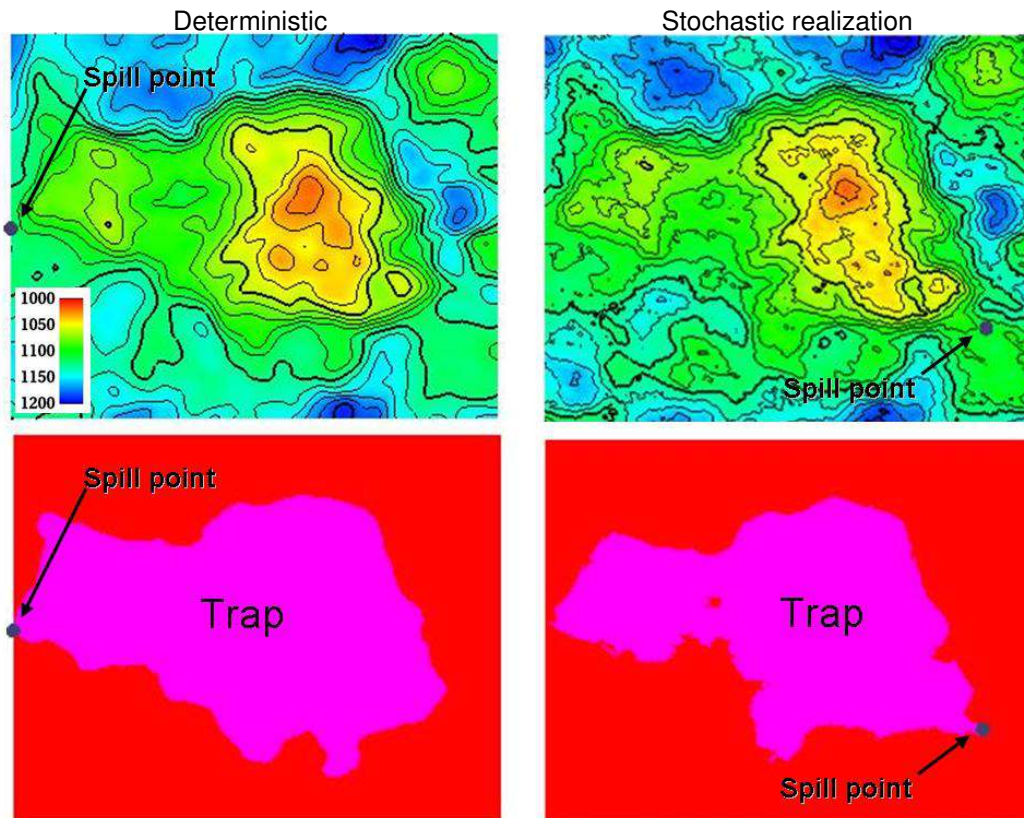 Deterministic
Stochastic realization
Spill point
1000
1050
1100
1150
1200
Spill point
Spill point
Trap
Trap
Spill point